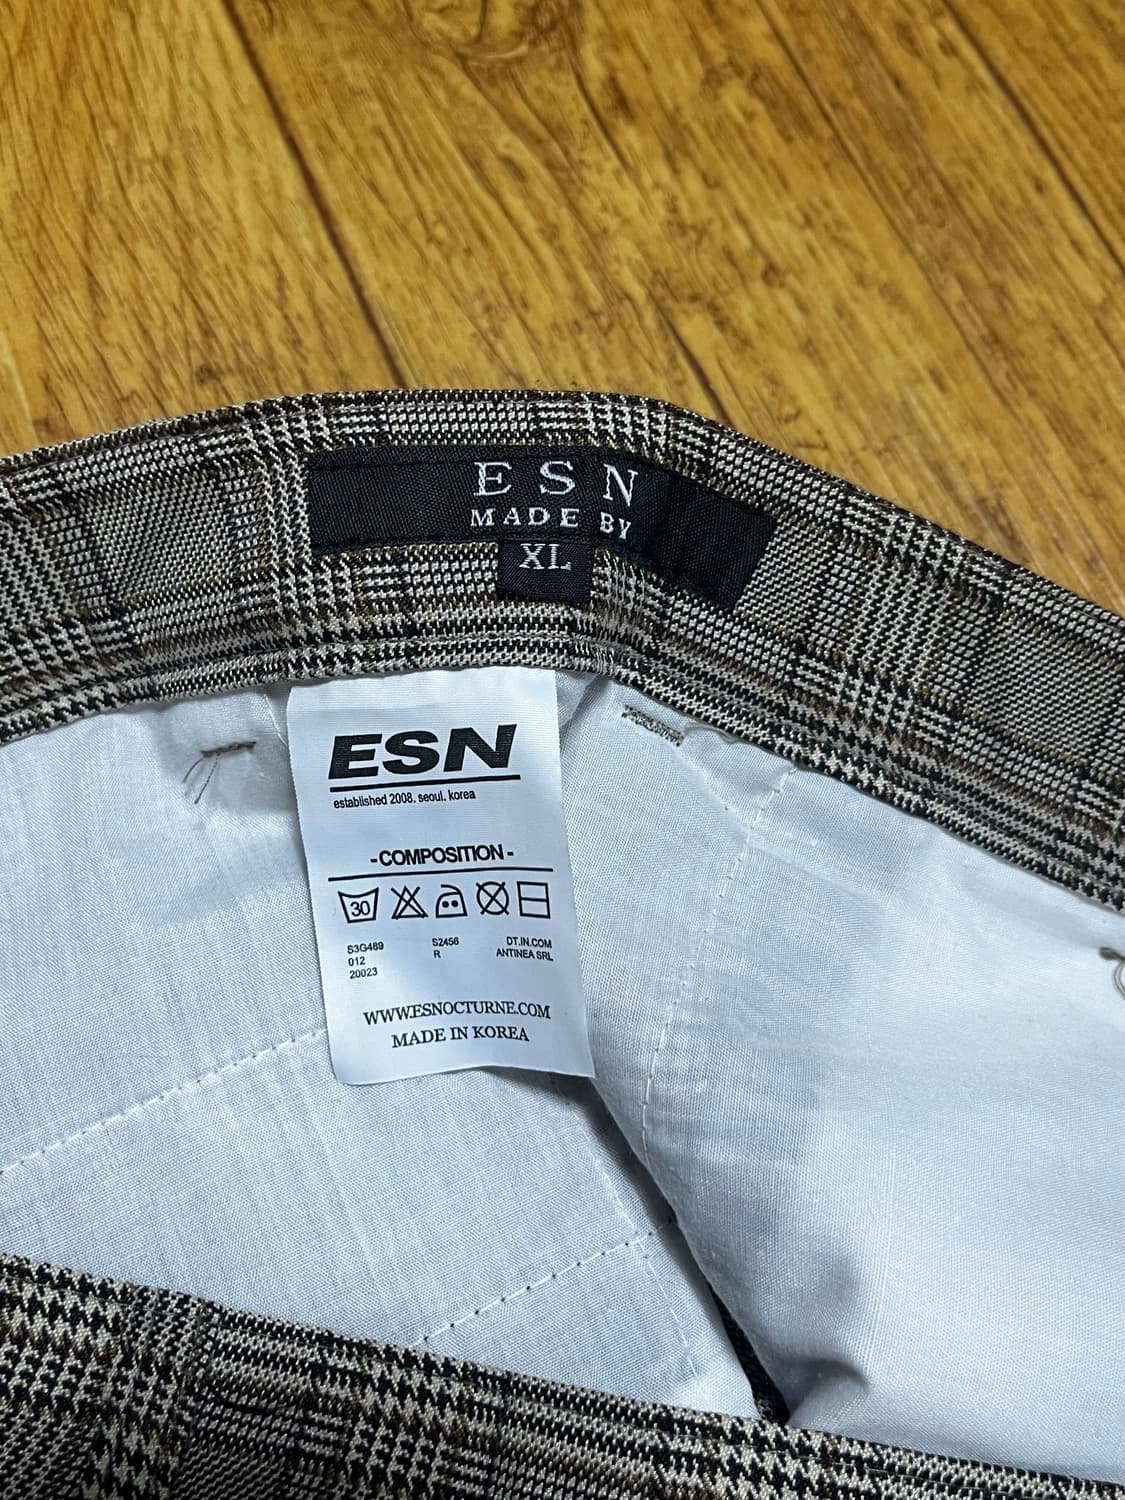 ESN
MADE BY
XL
ESN
established 2008. seoul. korea
-COMPOSITION-
30
S3G489 S2456 DT.IN.COM
012 R ANTINEA SRL
20023
WWW.ESNOCTURNE.COM
MADE IN KOREA